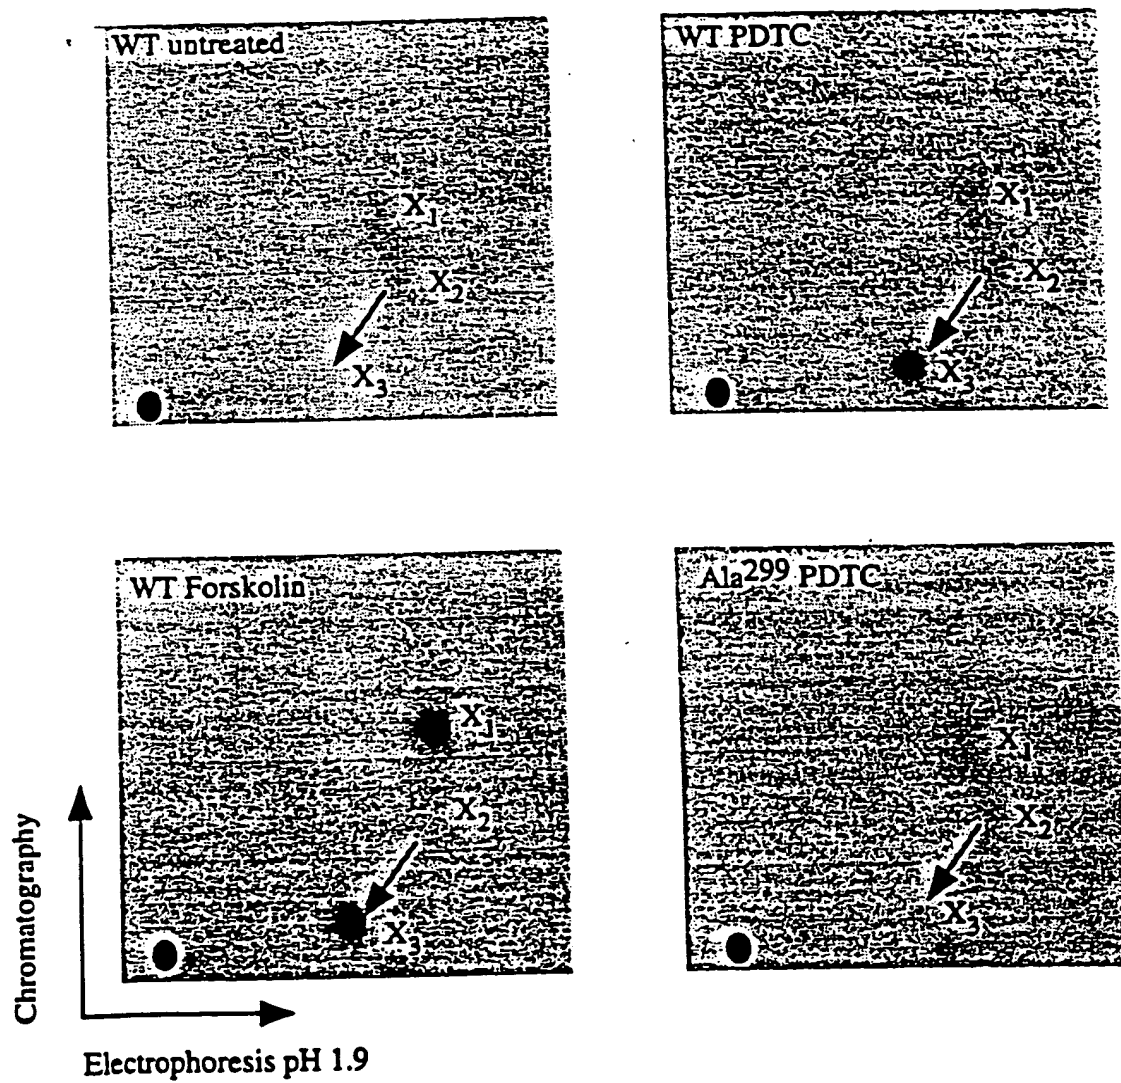 WT untreated
X1
X2
X3
WT PDTC
X1
X2
X3
WT Forskolin
X1
X2
X3
Ala299 PDTC
X1
X2
X3
Chromatography
Electrophoresis pH 1.9